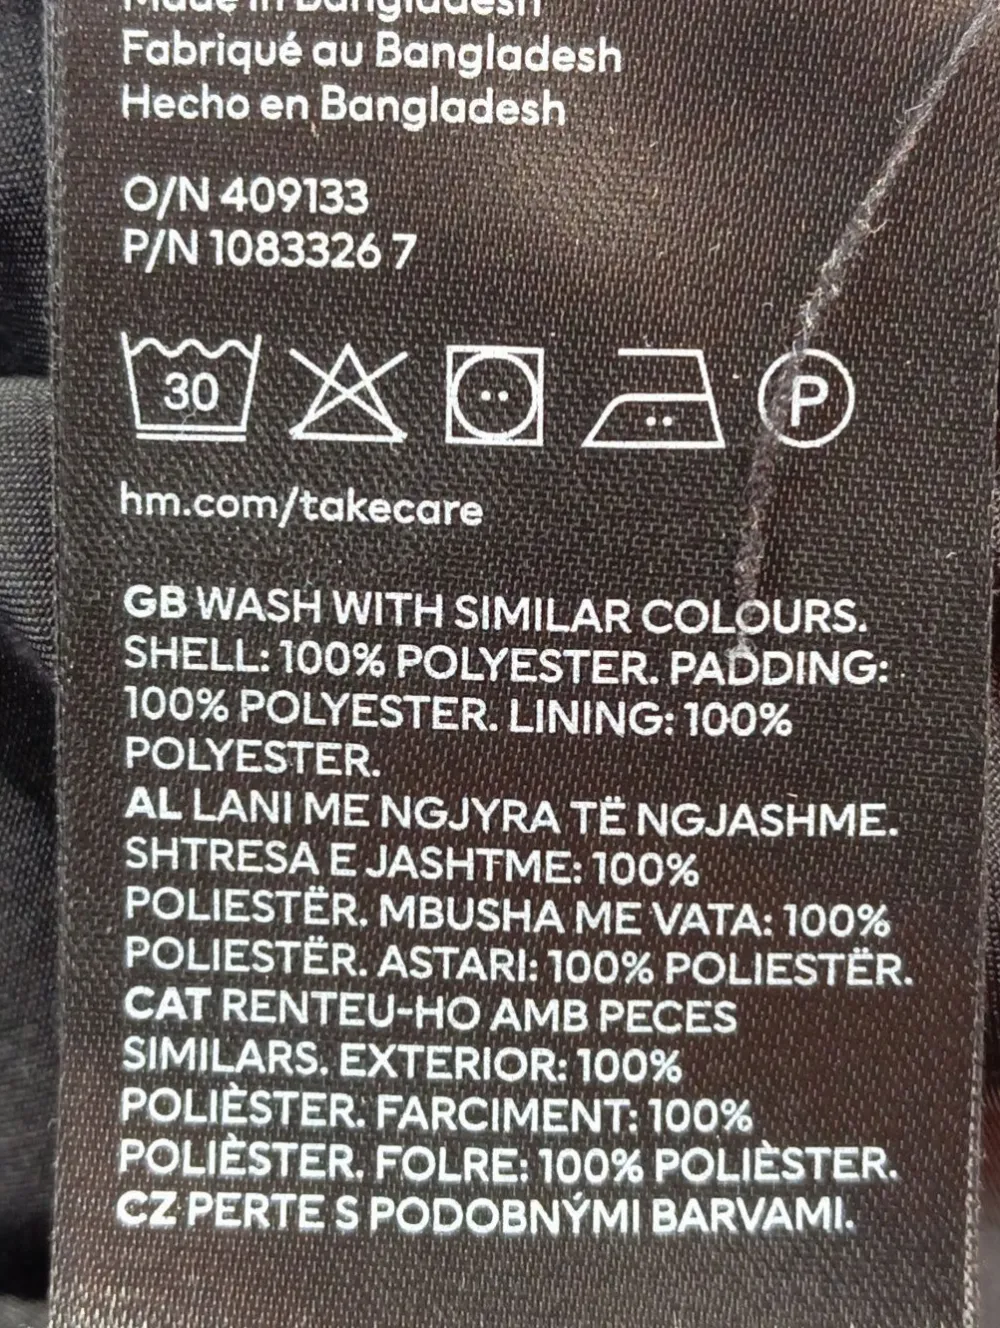 Made in Bangladesh
Fabriqué au Bangladesh
Hecho en Bangladesh
O/N 409133
P/N 1083326 7
30
P
hm.com/takecare
GB WASH WITH SIMILAR COLOURS.
SHELL: 100% POLYESTER. PADDING:
100% POLYESTER. LINING: 100%
POLYESTER.
AL LANI ME NGJYRA TË NGJASHME.
SHTRESA E JASHTME: 100%
POLIESTËR. MBUSHA ME VATA: 100%
POLIESTËR. ASTARI: 100% POLIESTËR.
CAT RENTEU-HO AMB PECES
SIMILARS. EXTERIOR: 100%
POLIÈSTER. FARCIMENT: 100%
POLIÈSTER. FOLRE: 100% POLIÈSTER.
CZ PERTE S PODOBNÝMI BARVAMI.